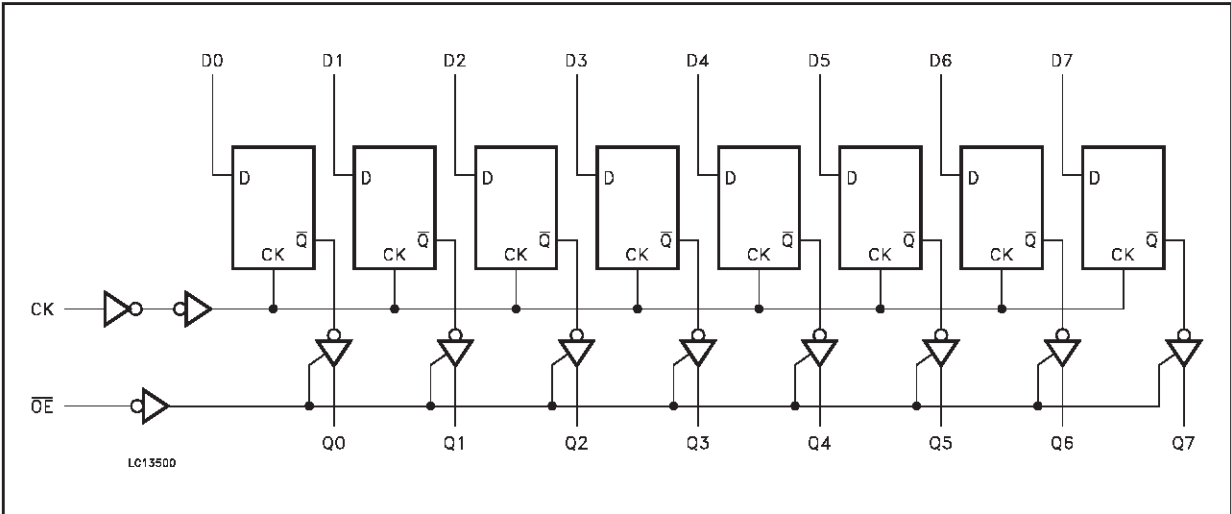 D0 D1 D2 D3 D4 D5 D6 D7
D D D D D D D D
Q̅ Q̅ Q̅ Q̅ Q̅ Q̅ Q̅ Q̅
CK CK CK CK CK CK CK CK
CK
O̅E̅
Q0 Q1 Q2 Q3 Q4 Q5 Q6 Q7
LC13500